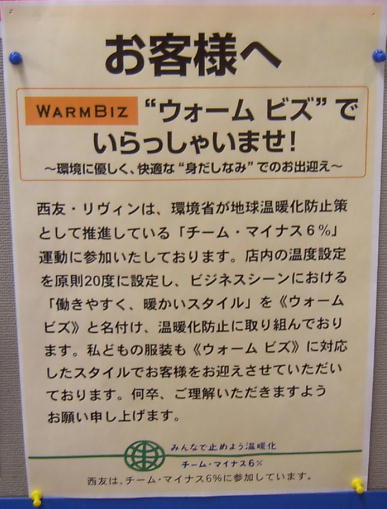 お客様へ
WARMBIZ “ウォーム ビズ”で
いらっしゃいませ!
～環境に優しく、快適な“身だしなみ”でのお出迎え～
西友・リヴィンは、環境省が地球温暖化防止策
として推進している「チーム・マイナス6%」
運動に参加いたしております。店内の温度設定
を原則20度に設定し、ビジネスシーンにおける
「働きやすく、暖かいスタイル」を《ウォーム
ビズ》と名付け、温暖化防止に取り組んでおり
ます。私どもの服装も《ウォーム ビズ》に対応
したスタイルでお客様をお迎えさせていただい
ております。何卒、ご理解いただきますよう
お願い申し上げます。
みんなで止めよう温暖化
チーム・マイナス6%
西友は、チーム・マイナス6%に参加しています。